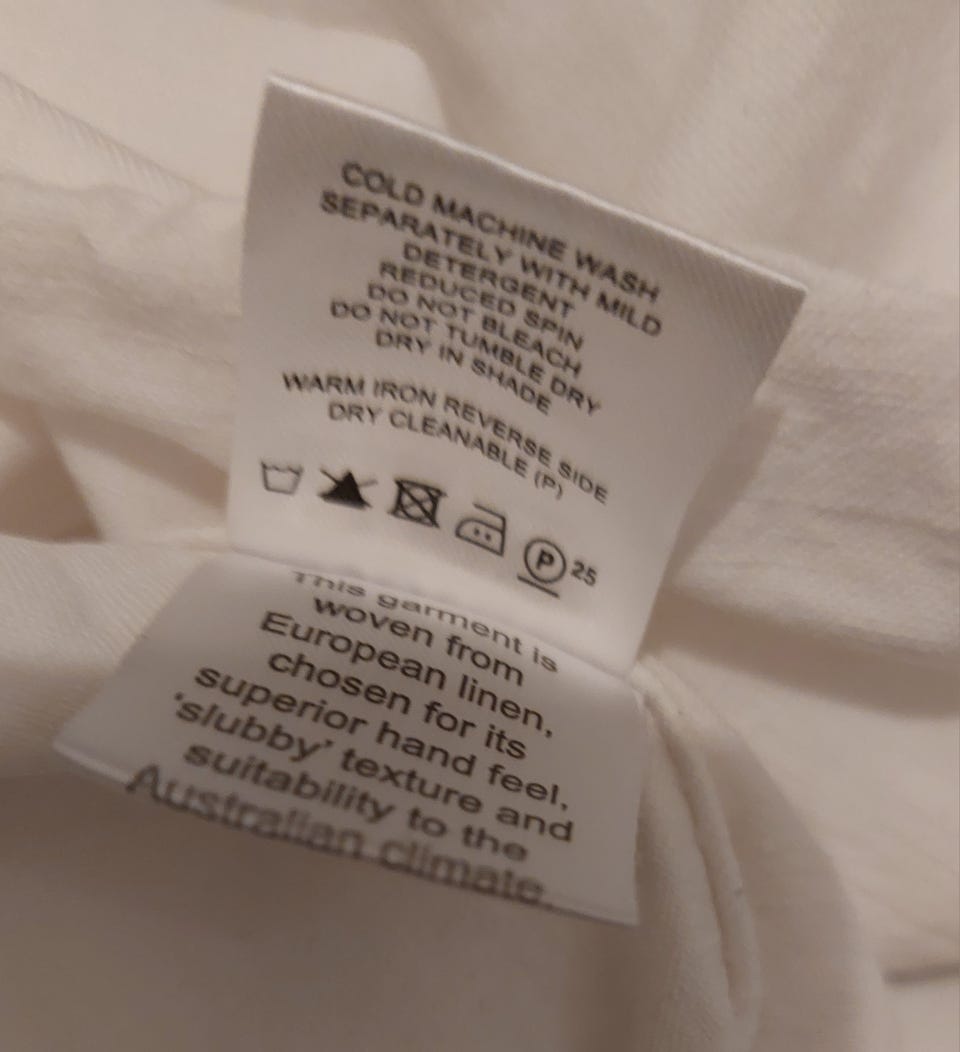 COLD MACHINE WASH
SEPARATELY WITH MILD
DETERGENT
REDUCED SPIN
DO NOT BLEACH
DO NOT TUMBLE DRY
DRY IN SHADE
WARM IRON REVERSE SIDE
DRY CLEANABLE (P)
P 25
This garment is
woven from
European linen,
chosen for its
superior hand feel,
'slubby' texture and
suitability to the
Australian climate.